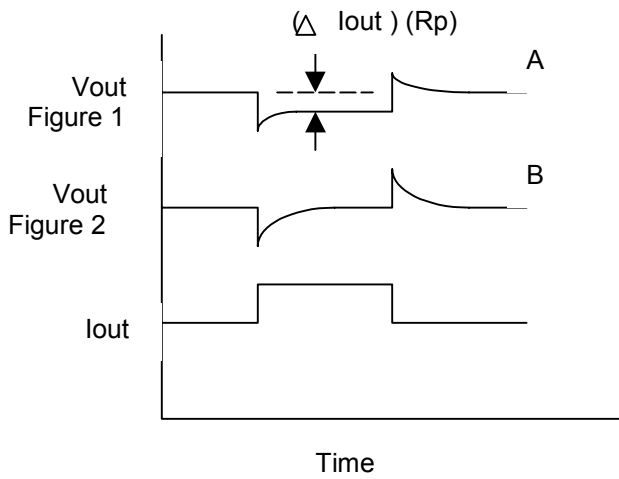 (△ Iout ) (Rp)
A
Vout
Figure 1
B
Vout
Figure 2
Iout
Time